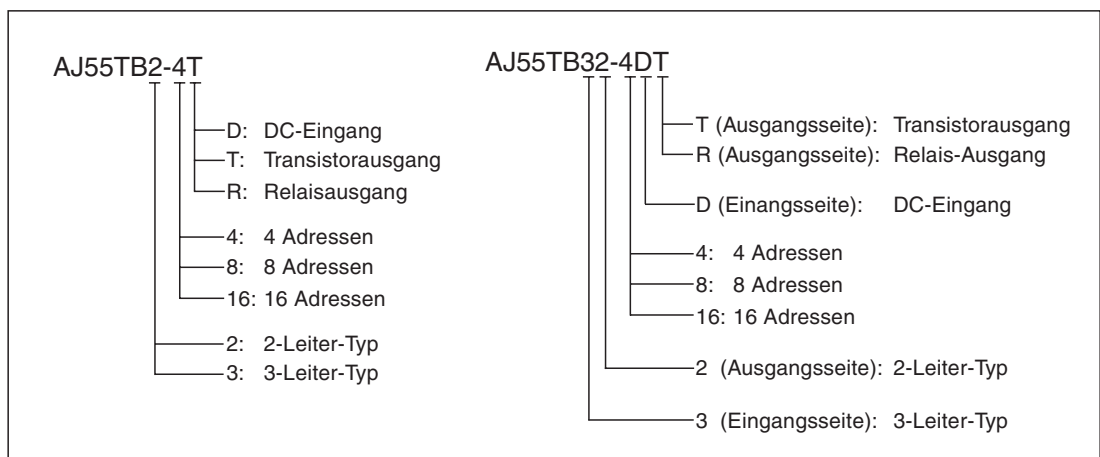 AJ55TB2-4T
D: DC-Eingang
T: Transistorausgang
R: Relaisausgang
4: 4 Adressen
8: 8 Adressen
16: 16 Adressen
2: 2-Leiter-Typ
3: 3-Leiter-Typ
AJ55TB32-4DT
T (Ausgangsseite): Transistorausgang
R (Ausgangsseite): Relais-Ausgang
D (Einangsseite): DC-Eingang
4: 4 Adressen
8: 8 Adressen
16: 16 Adressen
2 (Ausgangsseite): 2-Leiter-Typ
3 (Eingangsseite): 3-Leiter-Typ